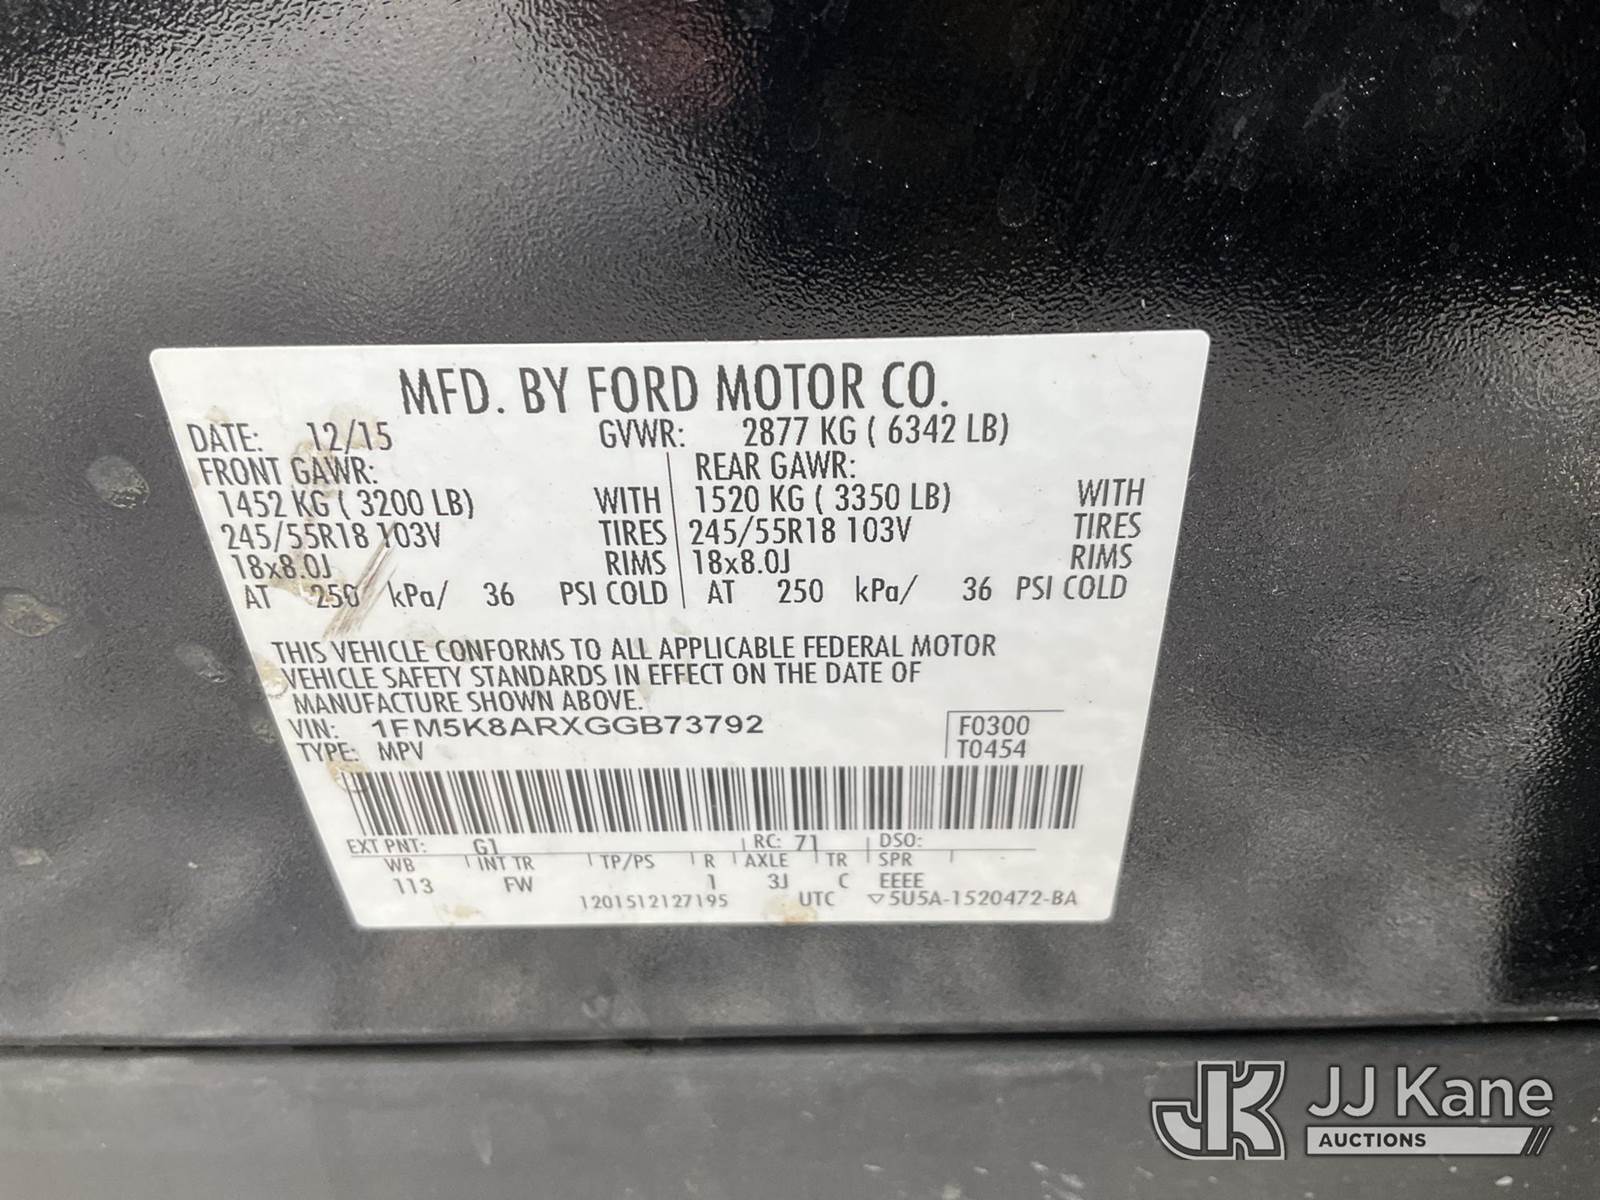 MFD. BY FORD MOTOR CO.
DATE: 12/15 GVWR: 2877 KG ( 6342 LB)
FRONT GAWR: REAR GAWR:
1452 KG ( 3200 LB) WITH 1520 KG ( 3350 LB) WITH
245/55R18 103V TIRES 245/55R18 103V TIRES
18x8.0J RIMS 18x8.0J RIMS
AT 250 kPa/ 36 PSI COLD AT 250 kPa/ 36 PSI COLD
THIS VEHICLE CONFORMS TO ALL APPLICABLE FEDERAL MOTOR
VEHICLE SAFETY STANDARDS IN EFFECT ON THE DATE OF
MANUFACTURE SHOWN ABOVE.
VIN: 1FM5K8ARXGGB73792 F0300
TYPE: MPV T0454
EXT PNT: G1 RC: 71 DSO:
WB INT TR TP/PS R AXLE TR SPR
113 FW 1 3J C EEEE
1201512127195 UTC ▽5U5A-1520472-BA
JK JJ Kane
AUCTIONS